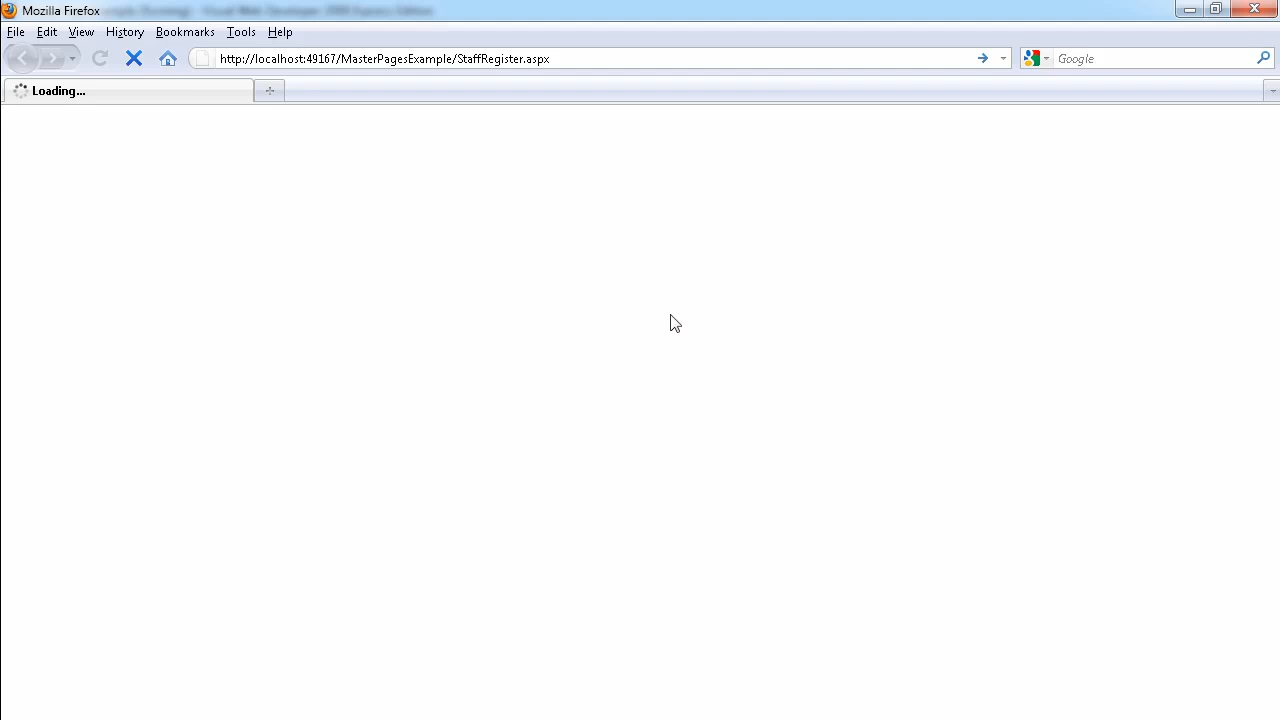 Mozilla Firefox
File Edit View History Bookmarks Tools Help
http://localhost:49167/MasterPagesExample/StaffRegister.aspx
Google
Loading...